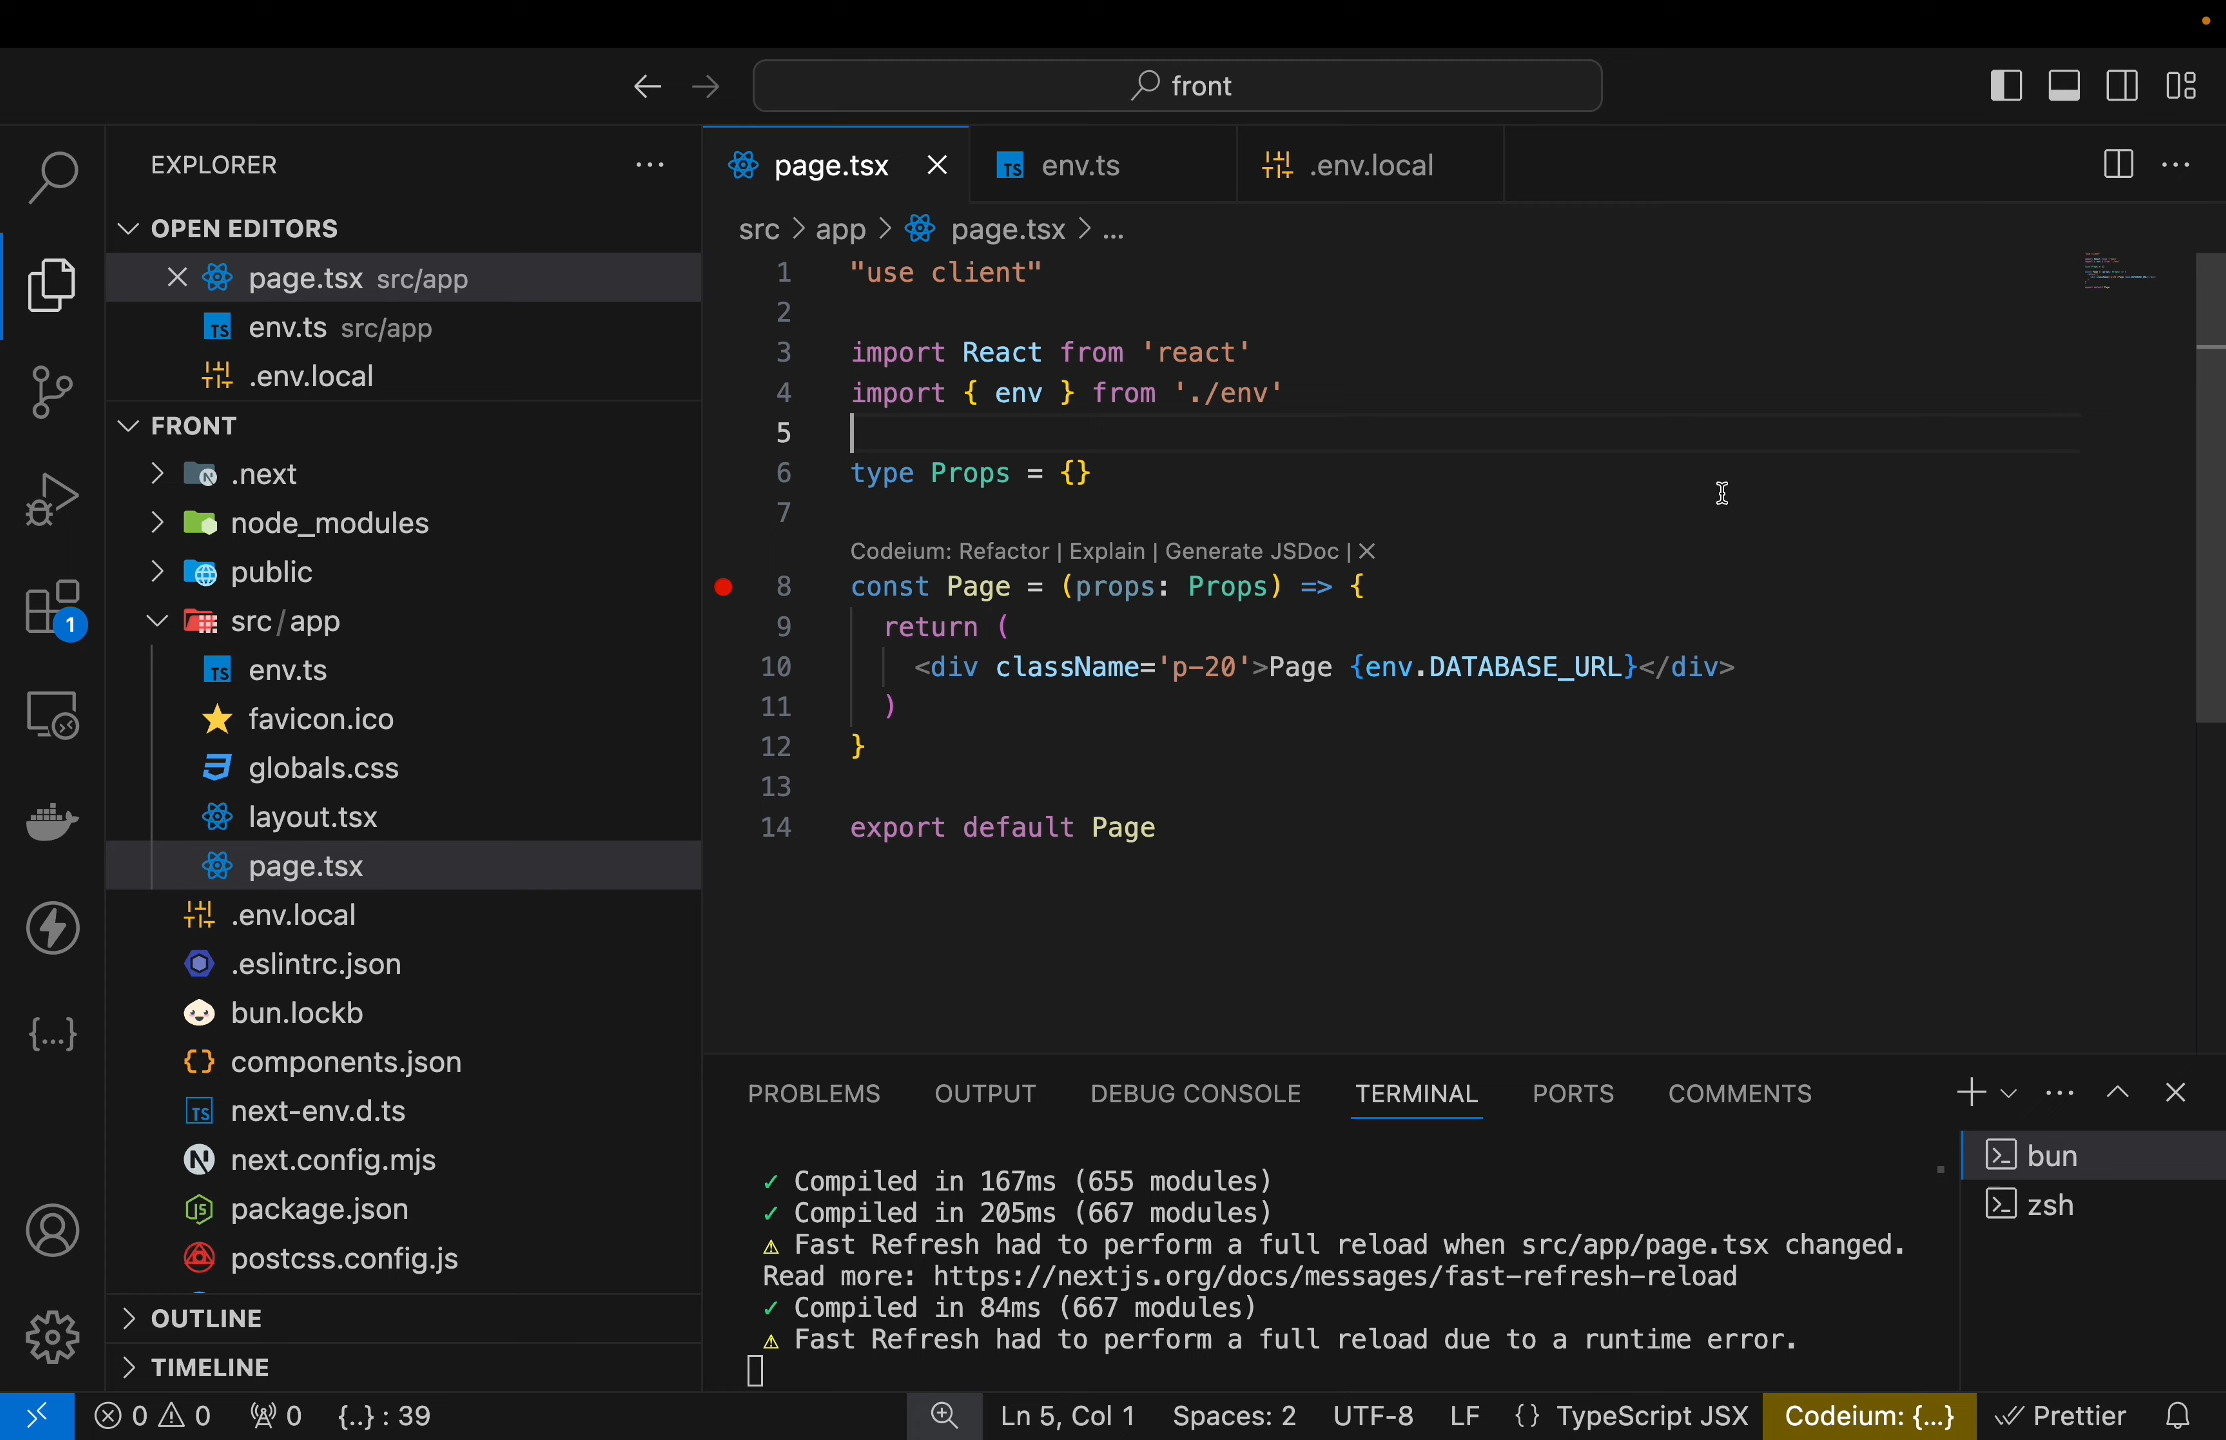 front
EXPLORER
OPEN EDITORS
page.tsx src/app
env.ts src/app
.env.local
FRONT
.next
node_modules
public
src/app
env.ts
favicon.ico
globals.css
layout.tsx
page.tsx
.env.local
.eslintrc.json
bun.lockb
components.json
next-env.d.ts
next.config.mjs
package.json
postcss.config.js
OUTLINE
TIMELINE
1
page.tsx
env.ts
.env.local
src > app > page.tsx > ...
1 "use client"
2
3 import React from 'react'
4 import { env } from './env'
5
6 type Props = {}
7
Codeium: Refactor | Explain | Generate JSDoc | ×
8 const Page = (props: Props) => {
9 return (
10 <div className='p-20'>Page {env.DATABASE_URL}</div>
11 )
12 }
13
14 export default Page
PROBLEMS OUTPUT DEBUG CONSOLE TERMINAL PORTS COMMENTS
✓ Compiled in 167ms (655 modules)
✓ Compiled in 205ms (667 modules)
⚠ Fast Refresh had to perform a full reload when src/app/page.tsx changed.
Read more: https://nextjs.org/docs/messages/fast-refresh-reload
✓ Compiled in 84ms (667 modules)
⚠ Fast Refresh had to perform a full reload due to a runtime error.
bun
zsh
0 0 0 {..} : 39 Ln 5, Col 1 Spaces: 2 UTF-8 LF {} TypeScript JSX Codeium: {...} Prettier